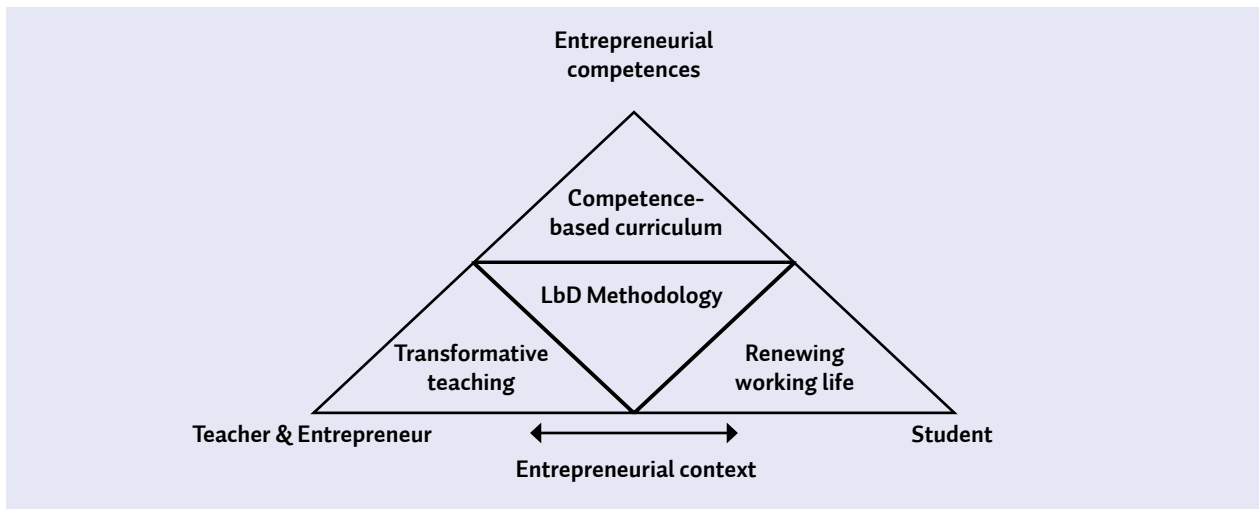 Entrepreneurial
competences
Competence-
based curriculum
LbD Methodology
Transformative
teaching
Renewing
working life
Teacher & Entrepreneur
Student
Entrepreneurial context